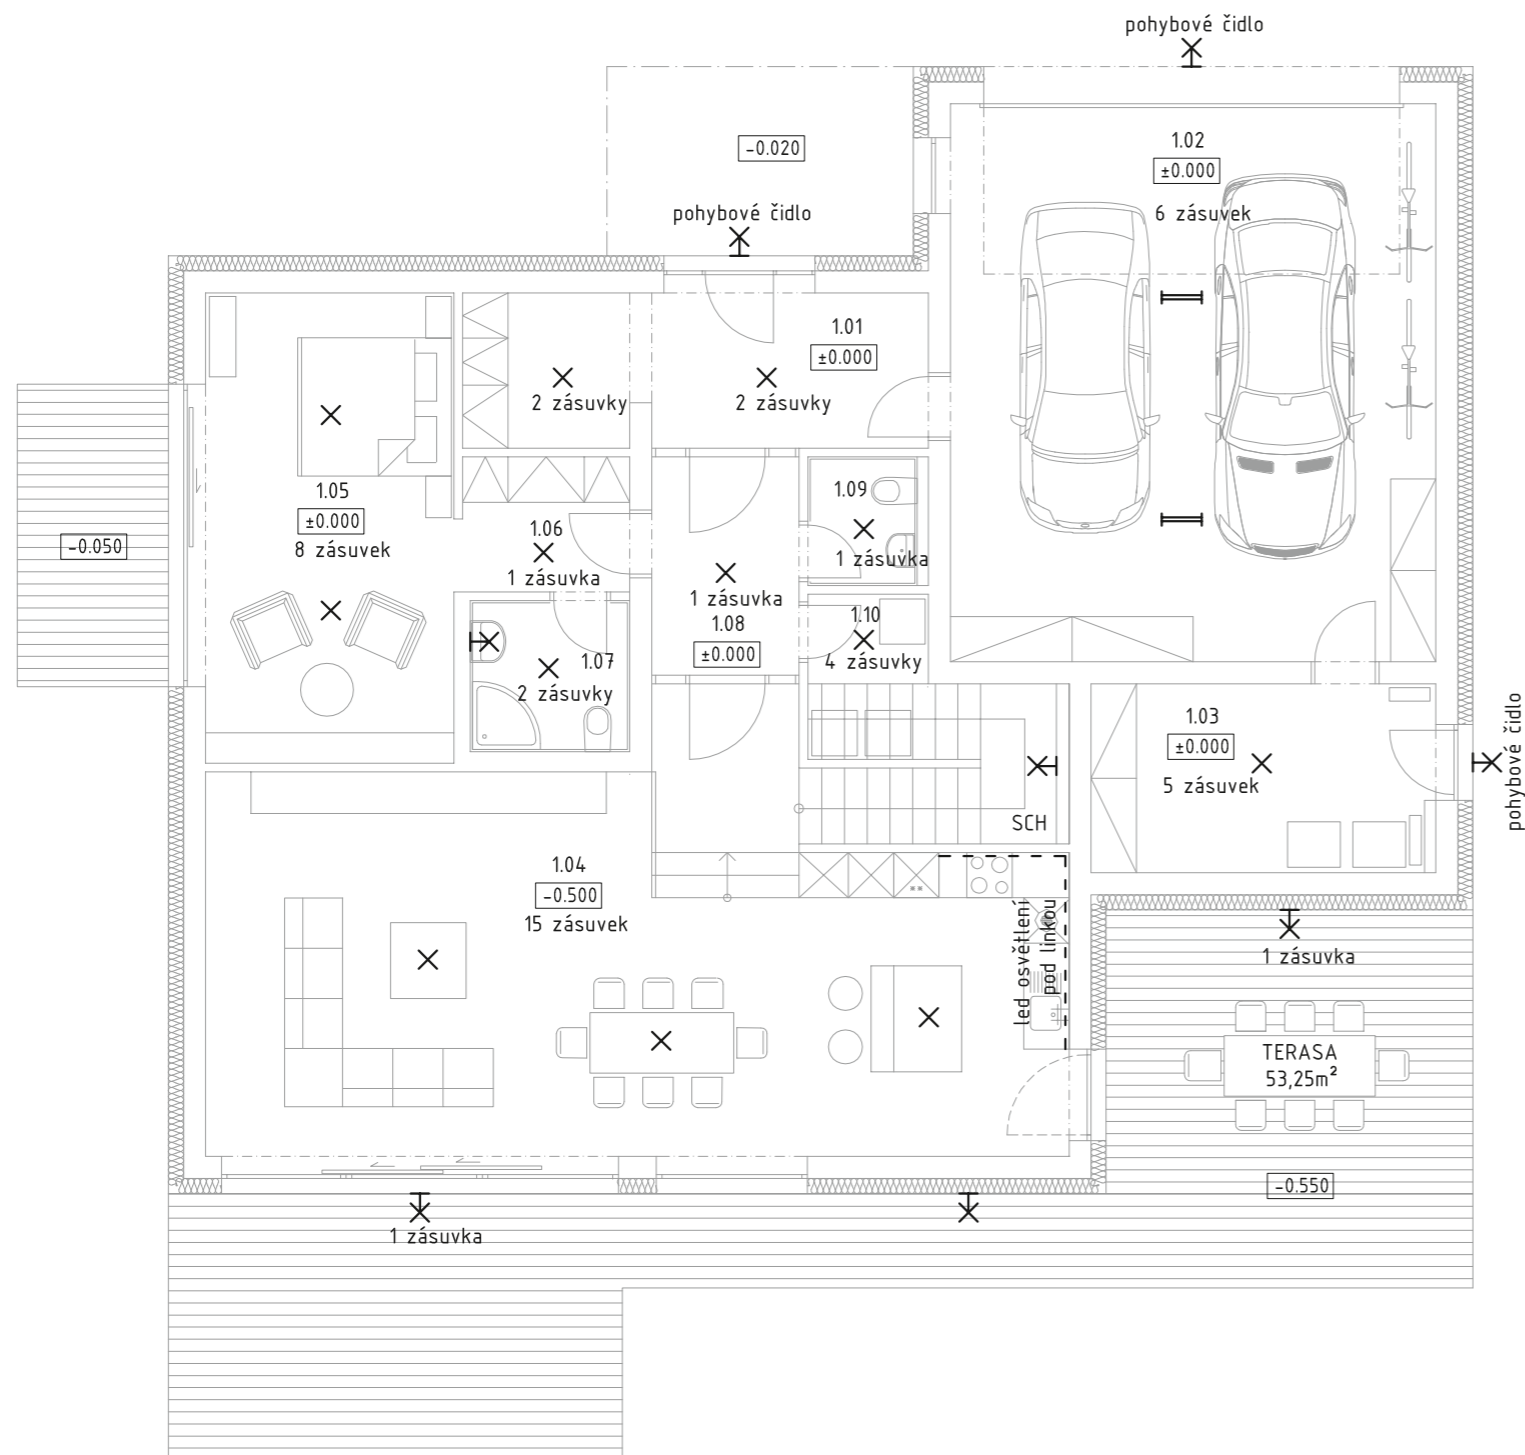 pohybové čidlo
1.02
±0.000
6 zásuvek
-0.020
pohybové čidlo
1.01
±0.000
2 zásuvky
2 zásuvky
1.05
±0.000
8 zásuvek
-0.050
1.06
1 zásuvka
1.09
1 zásuvka
1 zásuvka
1.08
±0.000
1.10
4 zásuvky
1.07
2 zásuvky
1.03
±0.000
5 zásuvek
pohybové čidlo
SCH
1.04
-0.500
15 zásuvek
led osvětlení
pod linkou
1 zásuvka
TERASA
53,25m²
-0.550
1 zásuvka